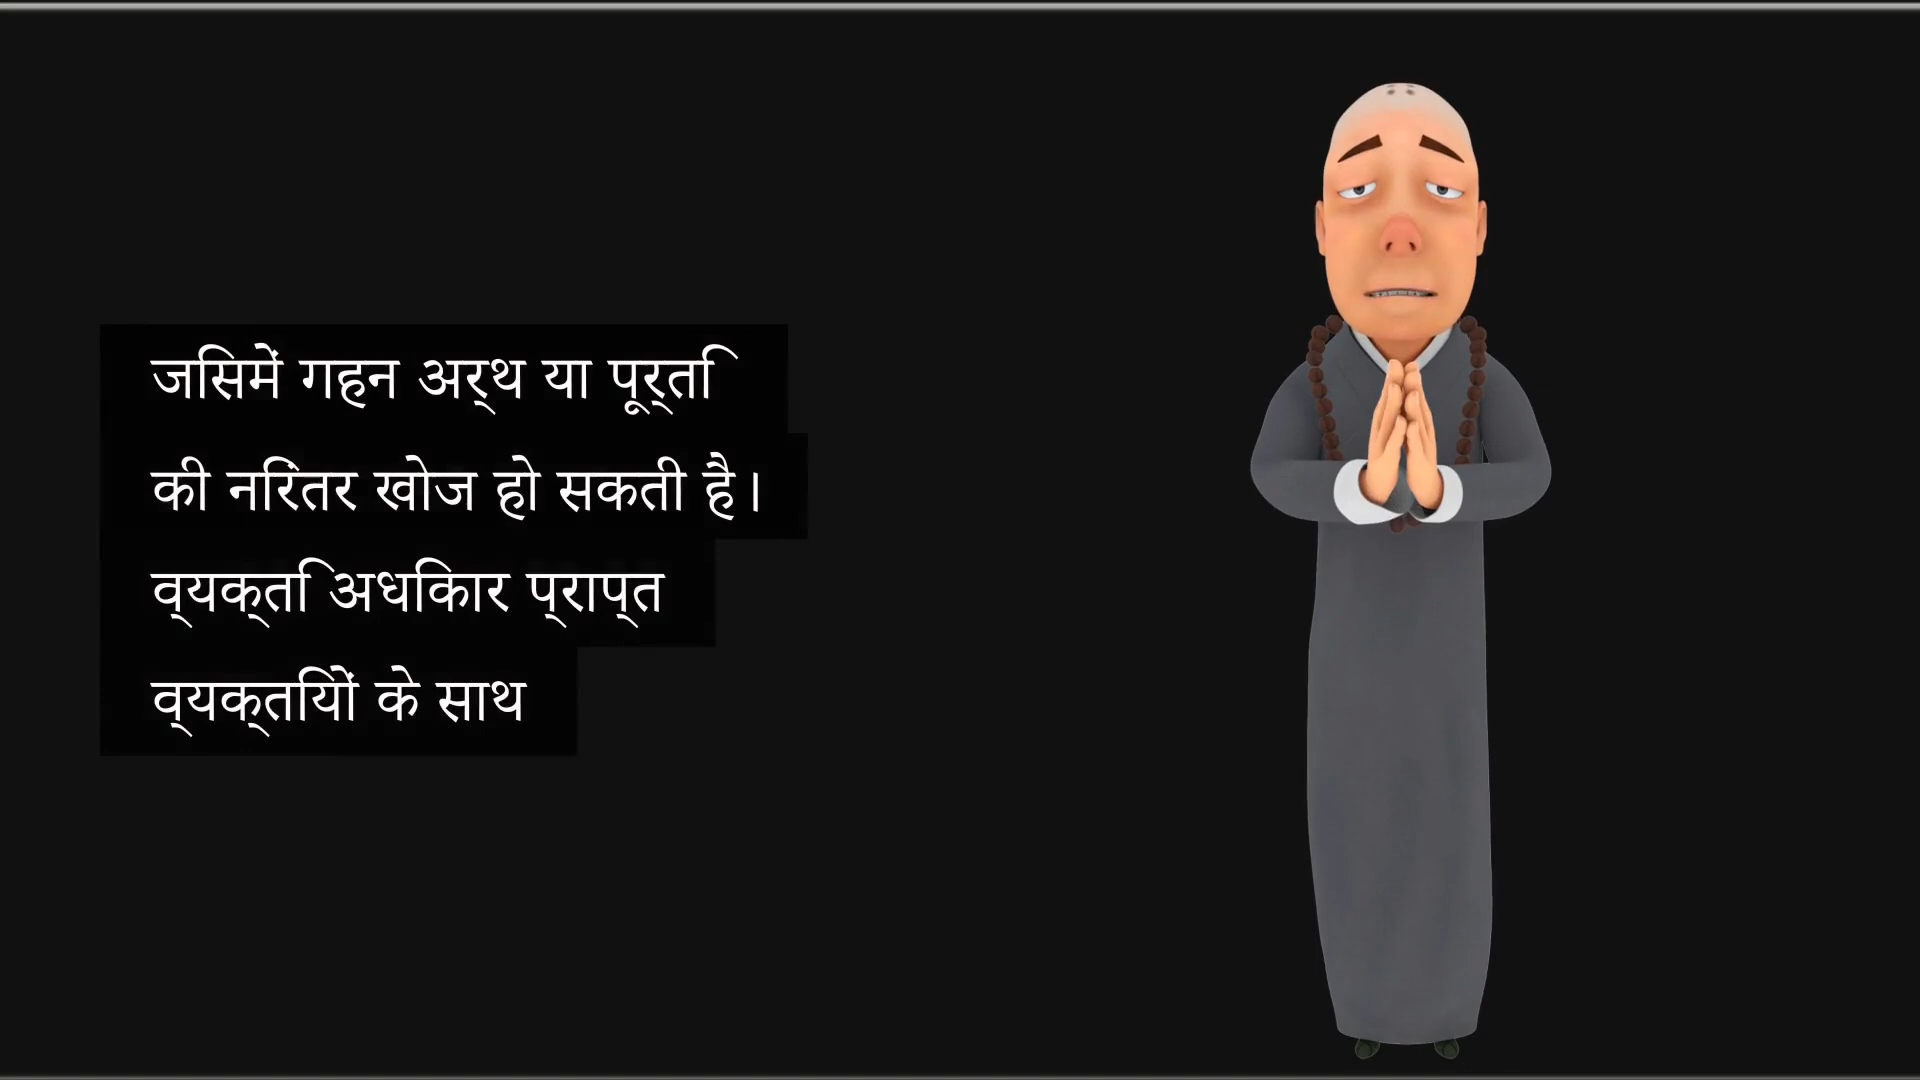 जिसमें गहन अर्थ या पूर्ति
की निरंतर खोज हो सकती है।
व्यक्ति अधिकार प्राप्त
व्यक्तियों के साथ